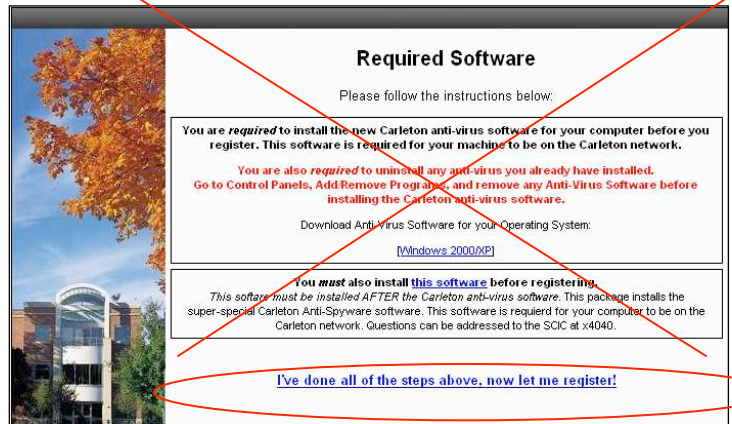 Required Software
Please follow the instructions below:
You are required to install the new Carleton anti-virus software for your computer before you
register. This software is required for your machine to be on the Carleton network.
You are also required to uninstall any anti-virus you already have installed.
Go to Control Panels, Add/Remove Programs, and remove any Anti-Virus Software before
installing the Carleton anti-virus software.
Download Anti-Virus Software for your Operating System:
[Windows 2000/XP]
You must also install this software before registering.
This softare must be installed AFTER the Carleton anti-virus software. This package installs the
super-special Carleton Anti-Spyware software. This software is requierd for your computer to be on the
Carleton network. Questions can be addressed to the SCIC at x4040.
I've done all of the steps above, now let me register!